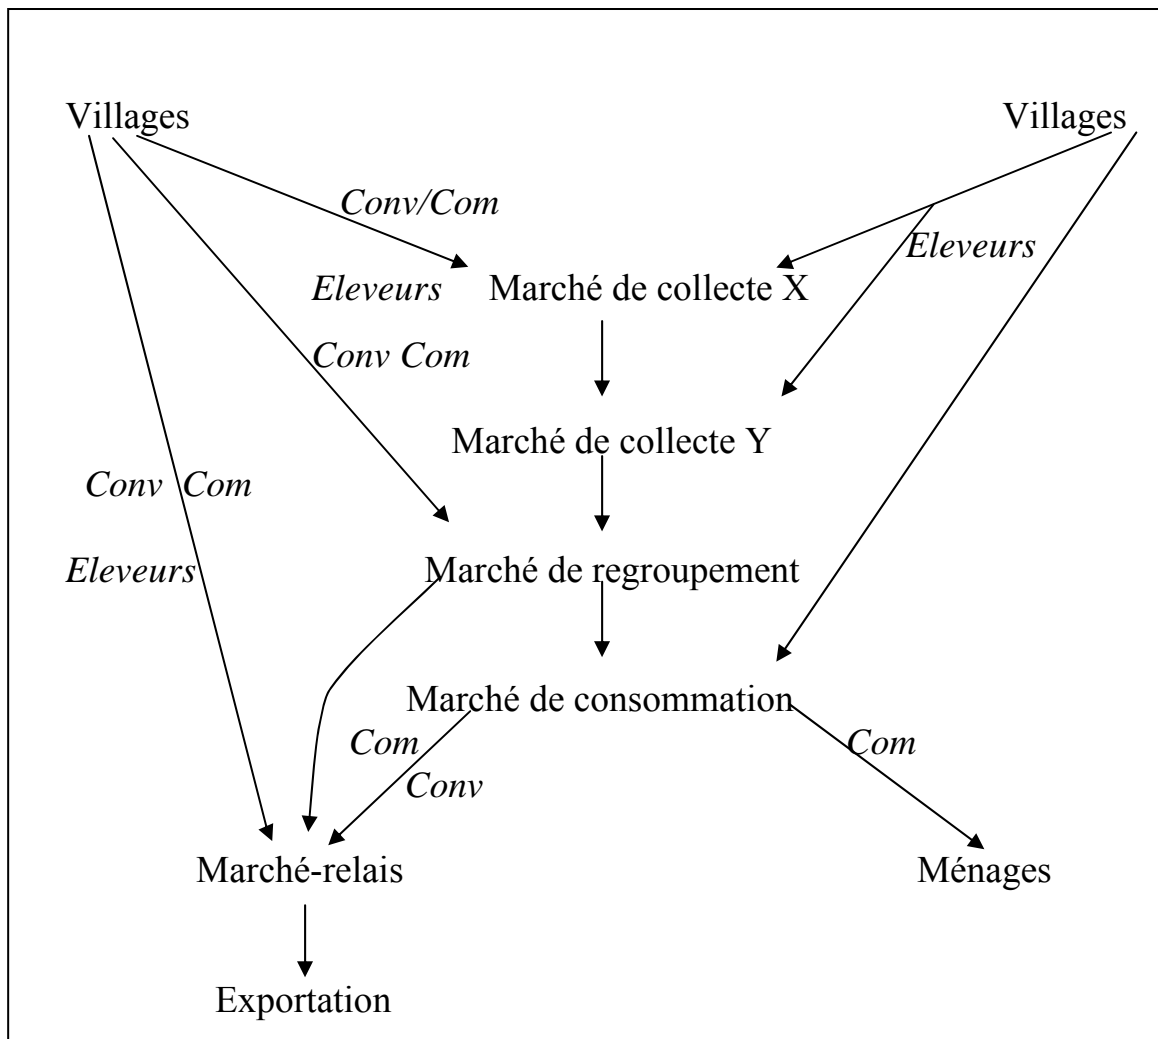 Villages Villages
Conv/Com
Eleveurs
Eleveurs Marché de collecte X
Conv Com
Marché de collecte Y
Conv Com
Eleveurs Marché de regroupement
Marché de consommation
Com Com
Conv
Marché-relais Ménages
Exportation